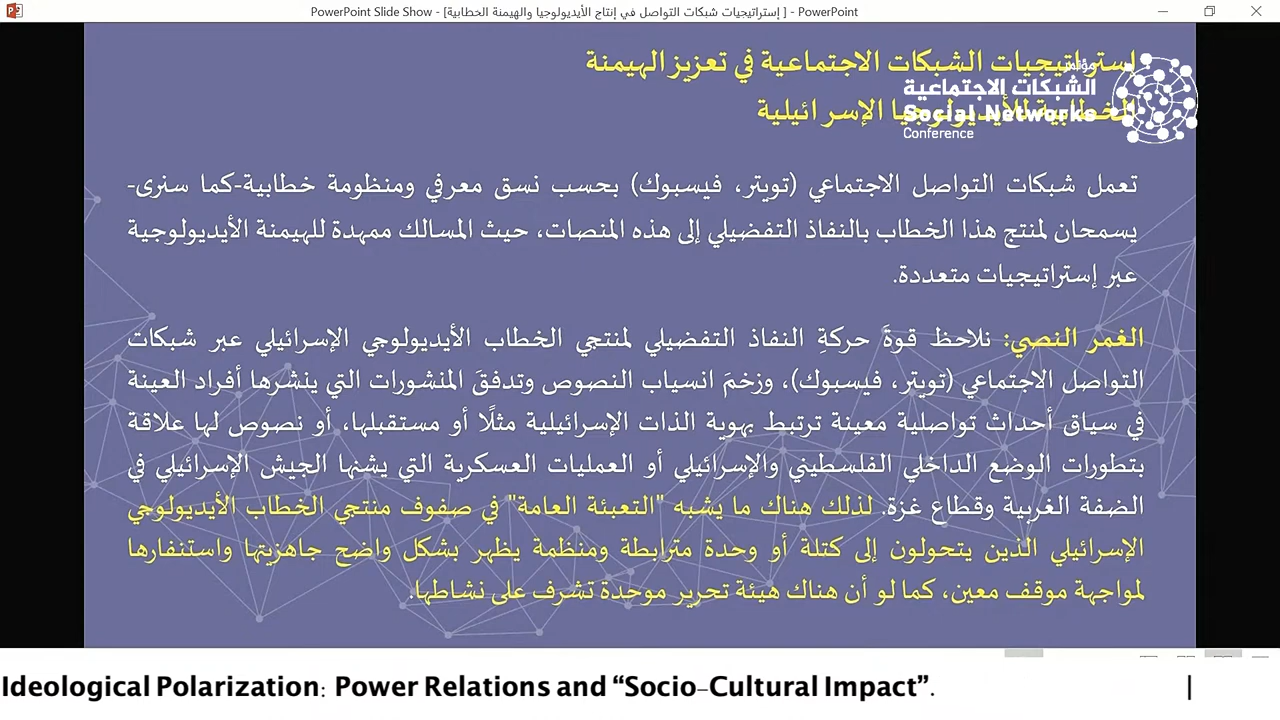 PowerPoint Slide Show - [إستراتيجيات شبكات التواصل في إنتاج الأيديولوجيا والهيمنة الخطابية ] - PowerPoint
إستراتيجيات الشبكات الاجتماعية في تعزيز الهيمنة
الخطابية للأيديولوجيا الإسرائيلية
مؤتمر
الشبكات الاجتماعية
Social Networks
Conference
تعمل شبكات التواصل الاجتماعي (تويتر، فيسبوك) بحسب نسق معرفي ومنظومة خطابية-كما سنرى-
يسمحان لمنتج هذا الخطاب بالنفاذ التفضيلي إلى هذه المنصات، حيث المسالك ممهدة للهيمنة الأيديولوجية
عبر إستراتيجيات متعددة.
الغمر النصي: نلاحظ قوةَ حركةِ النفاذ التفضيلي لمنتجي الخطاب الأيديولوجي الإسرائيلي عبر شبكات
التواصل الاجتماعي (تويتر، فيسبوك)، وزخمَ انسياب النصوص وتدفقَ المنشورات التي ينشرها أفراد العينة
في سياق أحداث تواصلية معينة ترتبط بهوية الذات الإسرائيلية مثلًا أو مستقبلها، أو نصوص لها علاقة
بتطورات الوضع الداخلي الفلسطيني والإسرائيلي أو العمليات العسكرية التي يشنها الجيش الإسرائيلي في
الضفة الغربية وقطاع غزة. لذلك هناك ما يشبه "التعبئة العامة" في صفوف منتجي الخطاب الأيديولوجي
الإسرائيلي الذين يتحولون إلى كتلة أو وحدة مترابطة ومنظمة يظهر بشكل واضح جاهزيتها واستنفارها
لمواجهة موقف معين، كما لو أن هناك هيئة تحرير موحدة تشرف على نشاطها.
Ideological Polarization: Power Relations and “Socio-Cultural Impact”. |